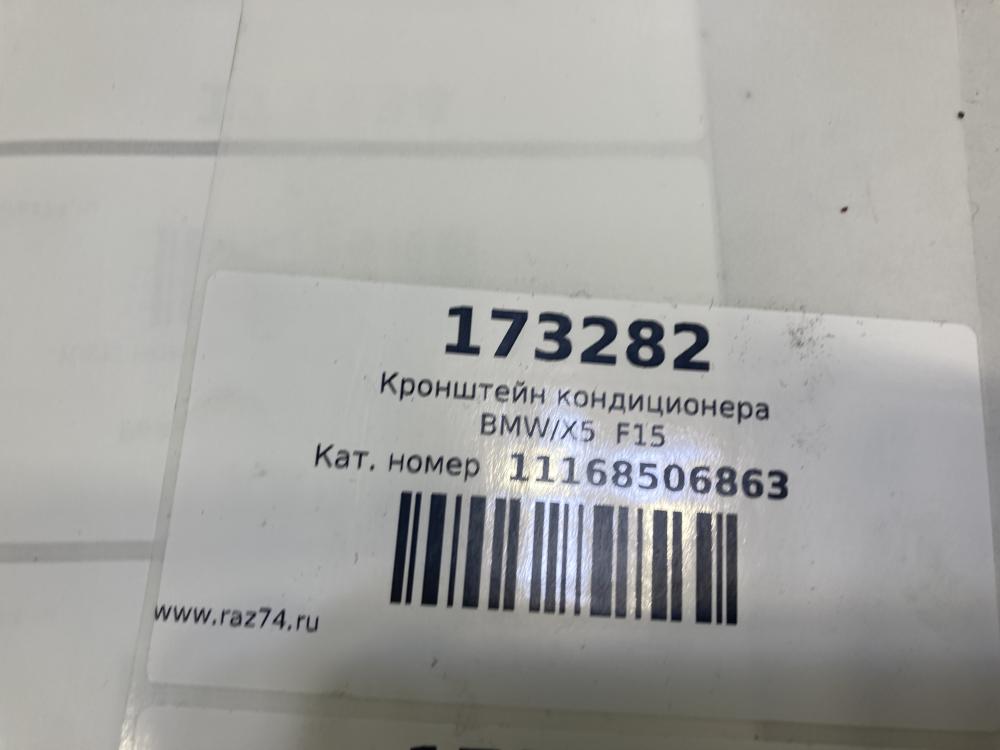 173282
Кронштейн кондиционера
BMW/X5 F15
Кат. номер 11168506863
www.raz74.ru